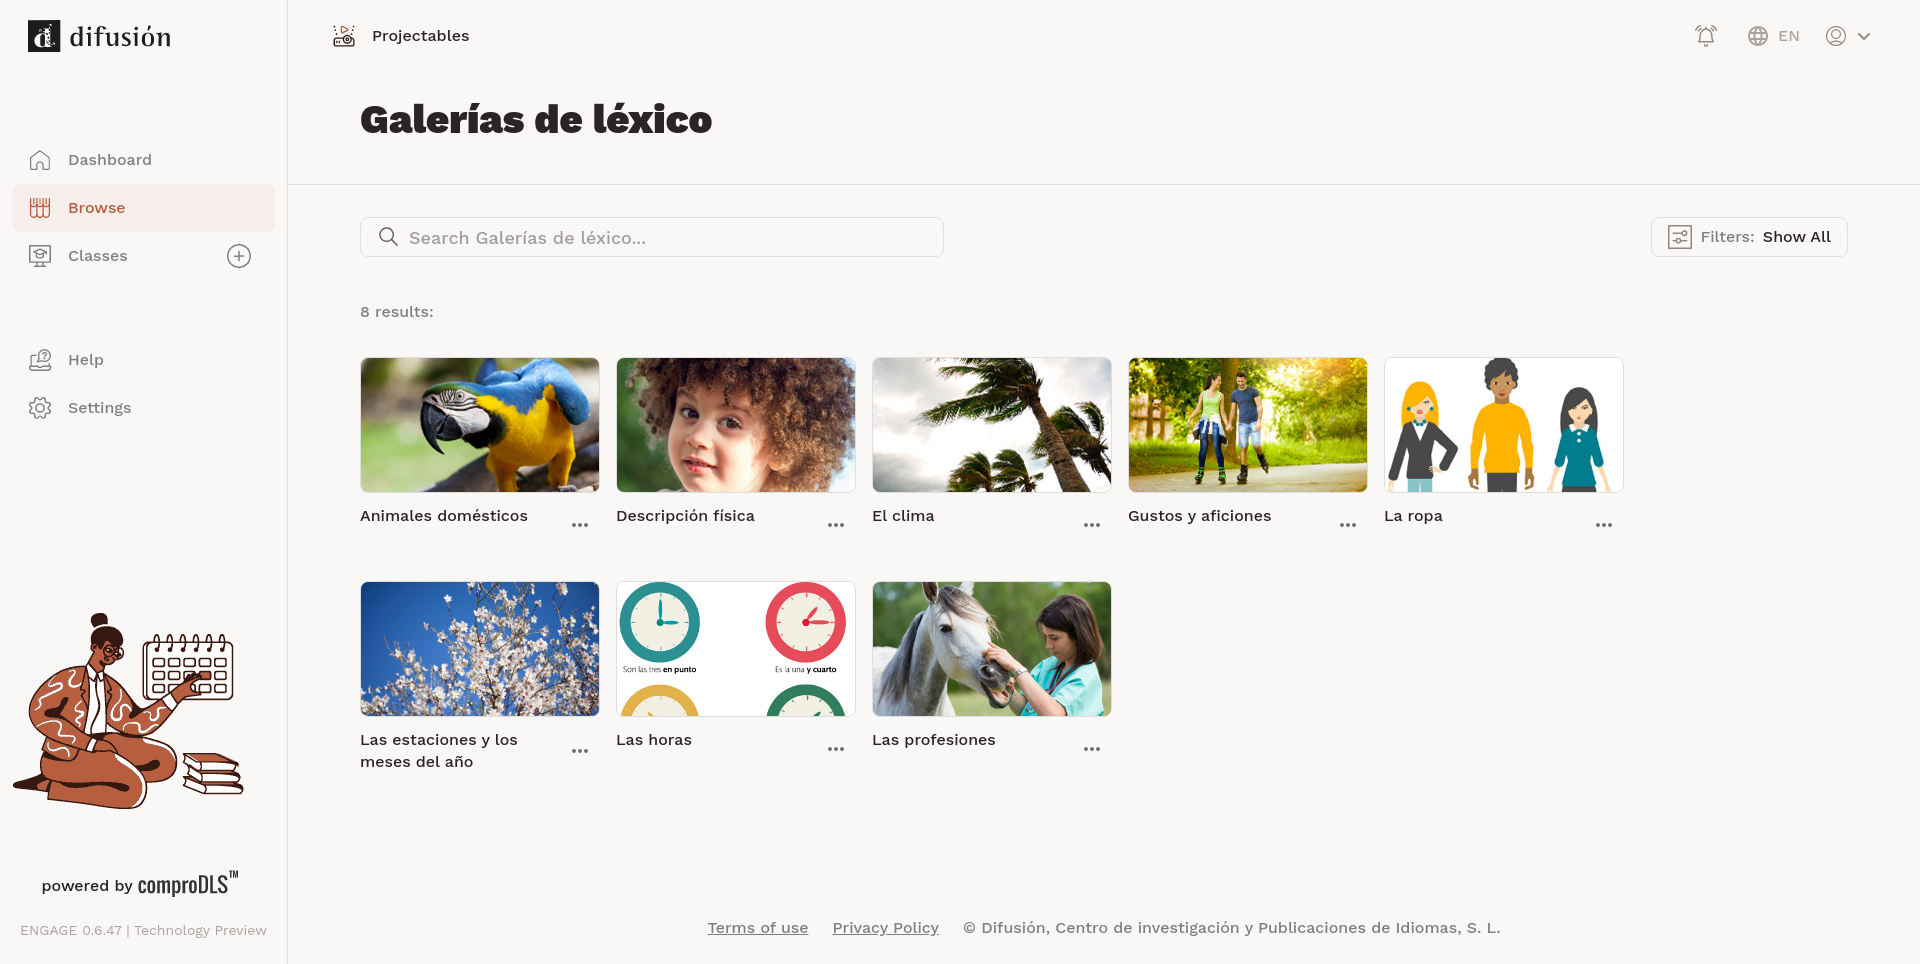 difusión
Projectables
EN
Galerías de léxico
Dashboard
Browse
Classes
Help
Settings
Search Galerías de léxico...
Filters: Show All
8 results:
Animales domésticos
Descripción física
El clima
Gustos y aficiones
La ropa
Son las tres en punto
Es la una y cuarto
Las estaciones y los
meses del año
Las horas
Las profesiones
powered by comproDLS™
ENGAGE 0.6.47 | Technology Preview
Terms of use
Privacy Policy
© Difusión, Centro de investigación y Publicaciones de Idiomas, S. L.